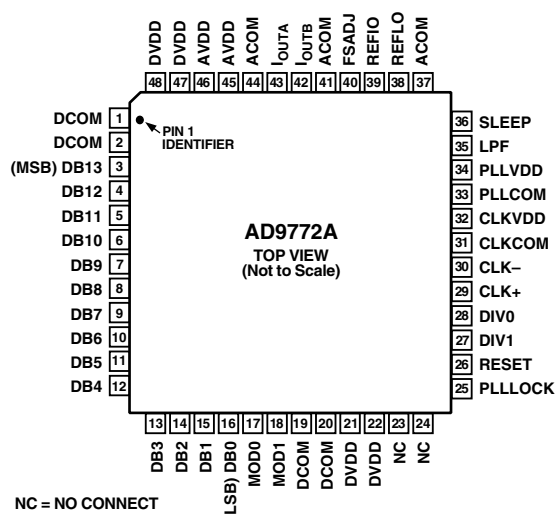 DVDD DVDD AVDD AVDD ACOM IOUTA IOUTB ACOM FSADJ REFIO REFLO ACOM
48 47 46 45 44 43 42 41 40 39 38 37
DCOM 1
DCOM 2
(MSB) DB13 3
DB12 4
DB11 5
DB10 6
DB9 7
DB8 8
DB7 9
DB6 10
DB5 11
DB4 12
PIN 1
IDENTIFIER
AD9772A
TOP VIEW
(Not to Scale)
36 SLEEP
35 LPF
34 PLLVDD
33 PLLCOM
32 CLKVDD
31 CLKCOM
30 CLK–
29 CLK+
28 DIV0
27 DIV1
26 RESET
25 PLLLOCK
13 14 15 16 17 18 19 20 21 22 23 24
DB3 DB2 DB1 LSB) DB0 MOD0 MOD1 DCOM DCOM DVDD DVDD NC NC
NC = NO CONNECT